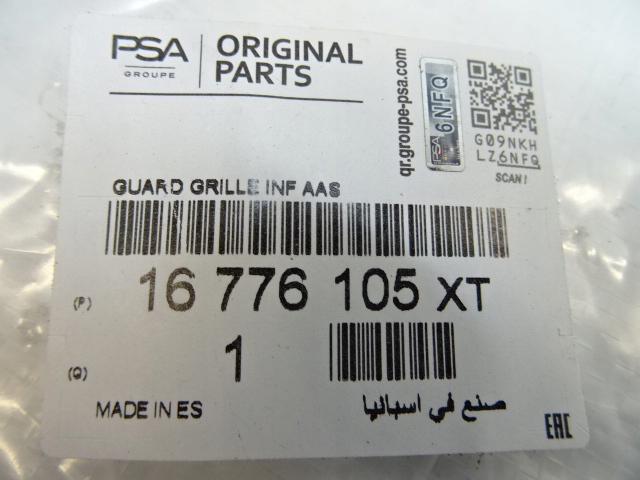 PSA
GROUPE
ORIGINAL
PARTS
qr.groupe-psa.com
PSA 6NFQ
G09NKH
LZ6NFQ
SCAN!
GUARD GRILLE INF AAS
(P) 16 776 105 XT
(Q) 1
MADE IN ES
صنع في اسبانيا
EAC